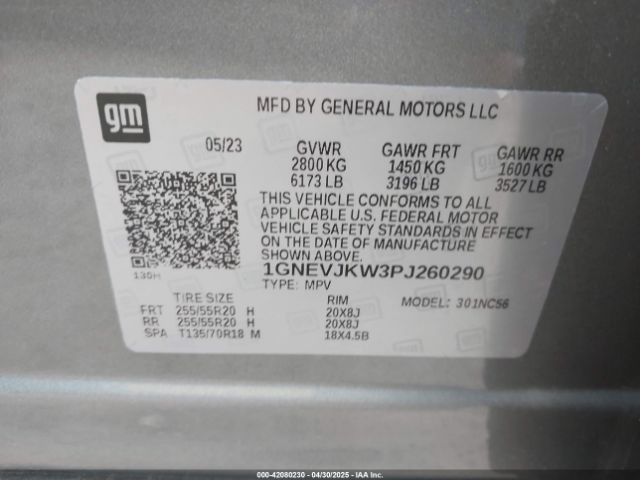 gm
MFD BY GENERAL MOTORS LLC
05/23 GVWR GAWR FRT GAWR RR
2800 KG 1450 KG 1600 KG
6173 LB 3196 LB 3527 LB
THIS VEHICLE CONFORMS TO ALL
APPLICABLE U.S. FEDERAL MOTOR
VEHICLE SAFETY STANDARDS IN
EFFECT ON THE DATE OF MANUFACTURE
SHOWN ABOVE.
1GNEVJKW3PJ260290
TYPE: MPV
TIRE SIZE RIM MODEL: 301NC56
FRT 255/55R20 H 20X8J
RR 255/55R20 H 20X8J
SPA T135/70R18 M 18X4.5B
000-42080230 - 04/30/2025 - IAAI.COM